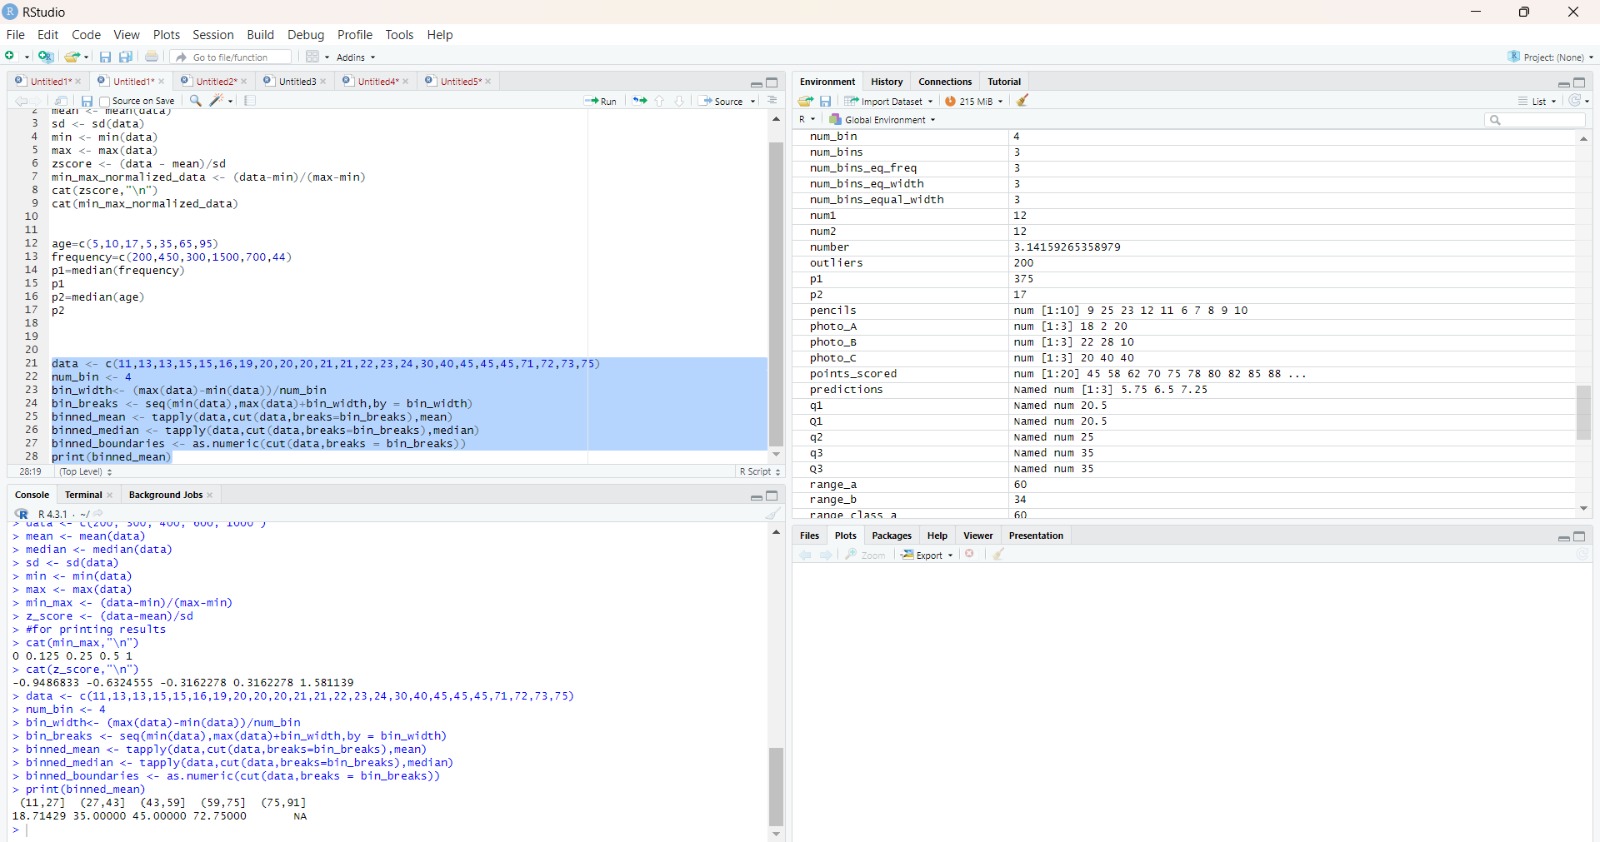 RStudio
File Edit Code View Plots Session Build Debug Profile Tools Help
Go to file/function Addins Project: (None)
Untitled1* Untitled1* Untitled2* Untitled3 Untitled4* Untitled5*
Source on Save Run Source
2 mean <- mean(data)
3 sd <- sd(data)
4 min <- min(data)
5 max <- max(data)
6 zscore <- (data - mean)/sd
7 min_max_normalized_data <- (data-min)/(max-min)
8 cat(zscore,"\n")
9 cat(min_max_normalized_data)
10
11
12 age=c(5,10,17,5,35,65,95)
13 frequency=c(200,450,300,1500,700,44)
14 p1=median(frequency)
15 p1
16 p2=median(age)
17 p2
18
19
20
21 data <- c(11,13,13,15,15,16,19,20,20,20,21,21,22,23,24,30,40,45,45,45,71,72,73,75)
22 num_bin <- 4
23 bin_width<- (max(data)-min(data))/num_bin
24 bin_breaks <- seq(min(data),max(data)+bin_width,by = bin_width)
25 binned_mean <- tapply(data,cut(data,breaks=bin_breaks),mean)
26 binned_median <- tapply(data,cut(data,breaks=bin_breaks),median)
27 binned_boundaries <- as.numeric(cut(data,breaks = bin_breaks))
28 print(binned_mean)
28:19 (Top Level) R Script
Console Terminal Background Jobs
R R 4.3.1 · ~/
> data <- c(200, 300, 400, 600, 1000 )
> mean <- mean(data)
> median <- median(data)
> sd <- sd(data)
> min <- min(data)
> max <- max(data)
> min_max <- (data-min)/(max-min)
> z_score <- (data-mean)/sd
> #for printing results
> cat(min_max,"\n")
0 0.125 0.25 0.5 1
> cat(z_score,"\n")
-0.9486833 -0.6324555 -0.3162278 0.3162278 1.581139
> data <- c(11,13,13,15,15,16,19,20,20,20,21,21,22,23,24,30,40,45,45,45,71,72,73,75)
> num_bin <- 4
> bin_width<- (max(data)-min(data))/num_bin
> bin_breaks <- seq(min(data),max(data)+bin_width,by = bin_width)
> binned_mean <- tapply(data,cut(data,breaks=bin_breaks),mean)
> binned_median <- tapply(data,cut(data,breaks=bin_breaks),median)
> binned_boundaries <- as.numeric(cut(data,breaks = bin_breaks))
> print(binned_mean)
(11,27] (27,43] (43,59] (59,75] (75,91]
18.71429 35.00000 45.00000 72.75000 NA
>
Environment History Connections Tutorial
Import Dataset 215 MiB List
R Global Environment
num_bin 4
num_bins 3
num_bins_eq_freq 3
num_bins_eq_width 3
num_bins_equal_width 3
num1 12
num2 12
number 3.14159265358979
outliers 200
p1 375
p2 17
pencils num [1:10] 9 25 23 12 11 6 7 8 9 10
photo_A num [1:3] 18 2 20
photo_B num [1:3] 22 28 10
photo_C num [1:3] 20 40 40
points_scored num [1:20] 45 58 62 70 75 78 80 82 85 88 ...
predictions Named num [1:3] 5.75 6.5 7.25
q1 Named num 20.5
Q1 Named num 20.5
q2 Named num 25
q3 Named num 35
Q3 Named num 35
range_a 60
range_b 34
range_class_a 60
Files Plots Packages Help Viewer Presentation
Zoom Export